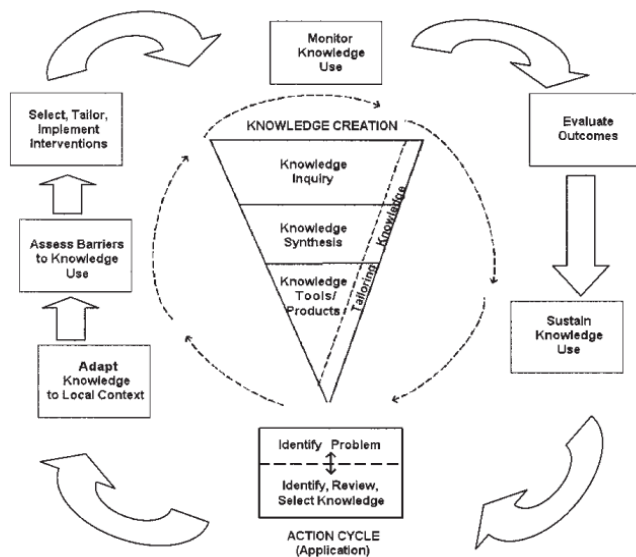 Monitor
Knowledge
Use
Select, Tailor,
Implement
Interventions
Evaluate
Outcomes
KNOWLEDGE CREATION
Knowledge
Inquiry
Knowledge
Synthesis
Knowledge
Tools/
Products
Tailoring Knowledge
Assess Barriers
to Knowledge
Use
Sustain
Knowledge
Use
Adapt
Knowledge
to Local Context
Identify Problem
Identify, Review,
Select Knowledge
ACTION CYCLE
(Application)